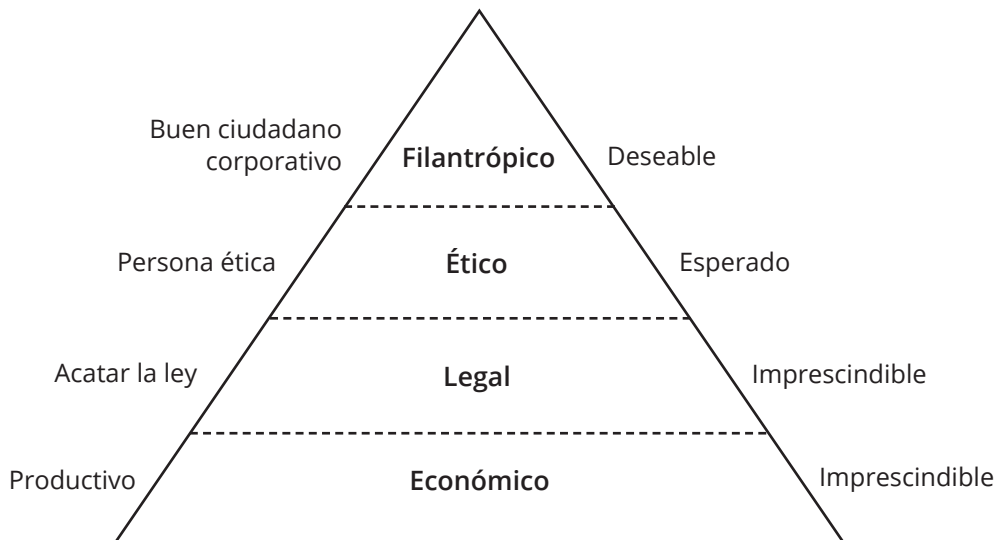 Buen ciudadano
corporativo
Filantrópico
Deseable
Persona ética
Ético
Esperado
Acatar la ley
Legal
Imprescindible
Productivo
Económico
Imprescindible